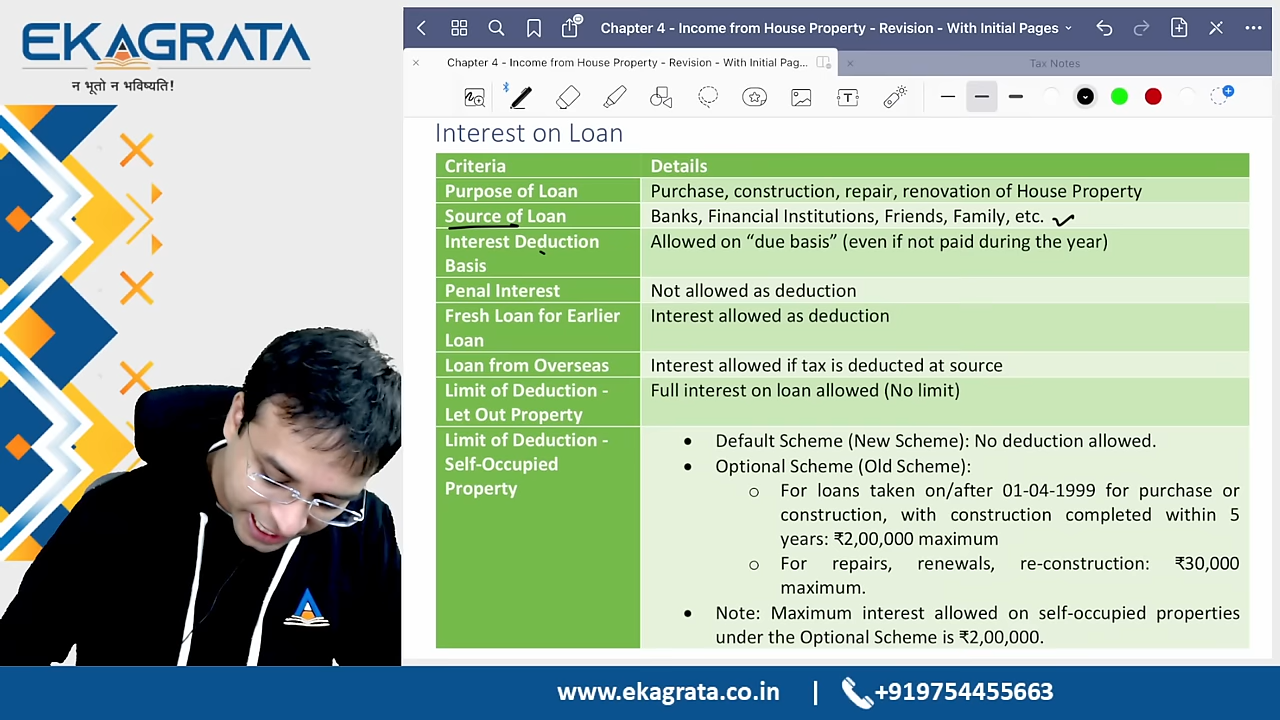 EKAGRATA
न भूतो न भविष्यति!
Chapter 4 - Income from House Property - Revision - With Initial Pages
Chapter 4 - Income from House Property - Revision - With Initial Pag...
Tax Notes
Interest on Loan
Criteria Details
Purpose of Loan Purchase, construction, repair, renovation of House Property
Source of Loan Banks, Financial Institutions, Friends, Family, etc.
Interest Deduction Allowed on “due basis” (even if not paid during the year)
Basis
Penal Interest Not allowed as deduction
Fresh Loan for Earlier Interest allowed as deduction
Loan
Loan from Overseas Interest allowed if tax is deducted at source
Limit of Deduction - Full interest on loan allowed (No limit)
Let Out Property
Limit of Deduction - • Default Scheme (New Scheme): No deduction allowed.
Self-Occupied • Optional Scheme (Old Scheme):
Property o For loans taken on/after 01-04-1999 for purchase or
construction, with construction completed within 5
years: ₹2,00,000 maximum
o For repairs, renewals, re-construction: ₹30,000
maximum.
• Note: Maximum interest allowed on self-occupied properties
under the Optional Scheme is ₹2,00,000.
www.ekagrata.co.in | +919754455663